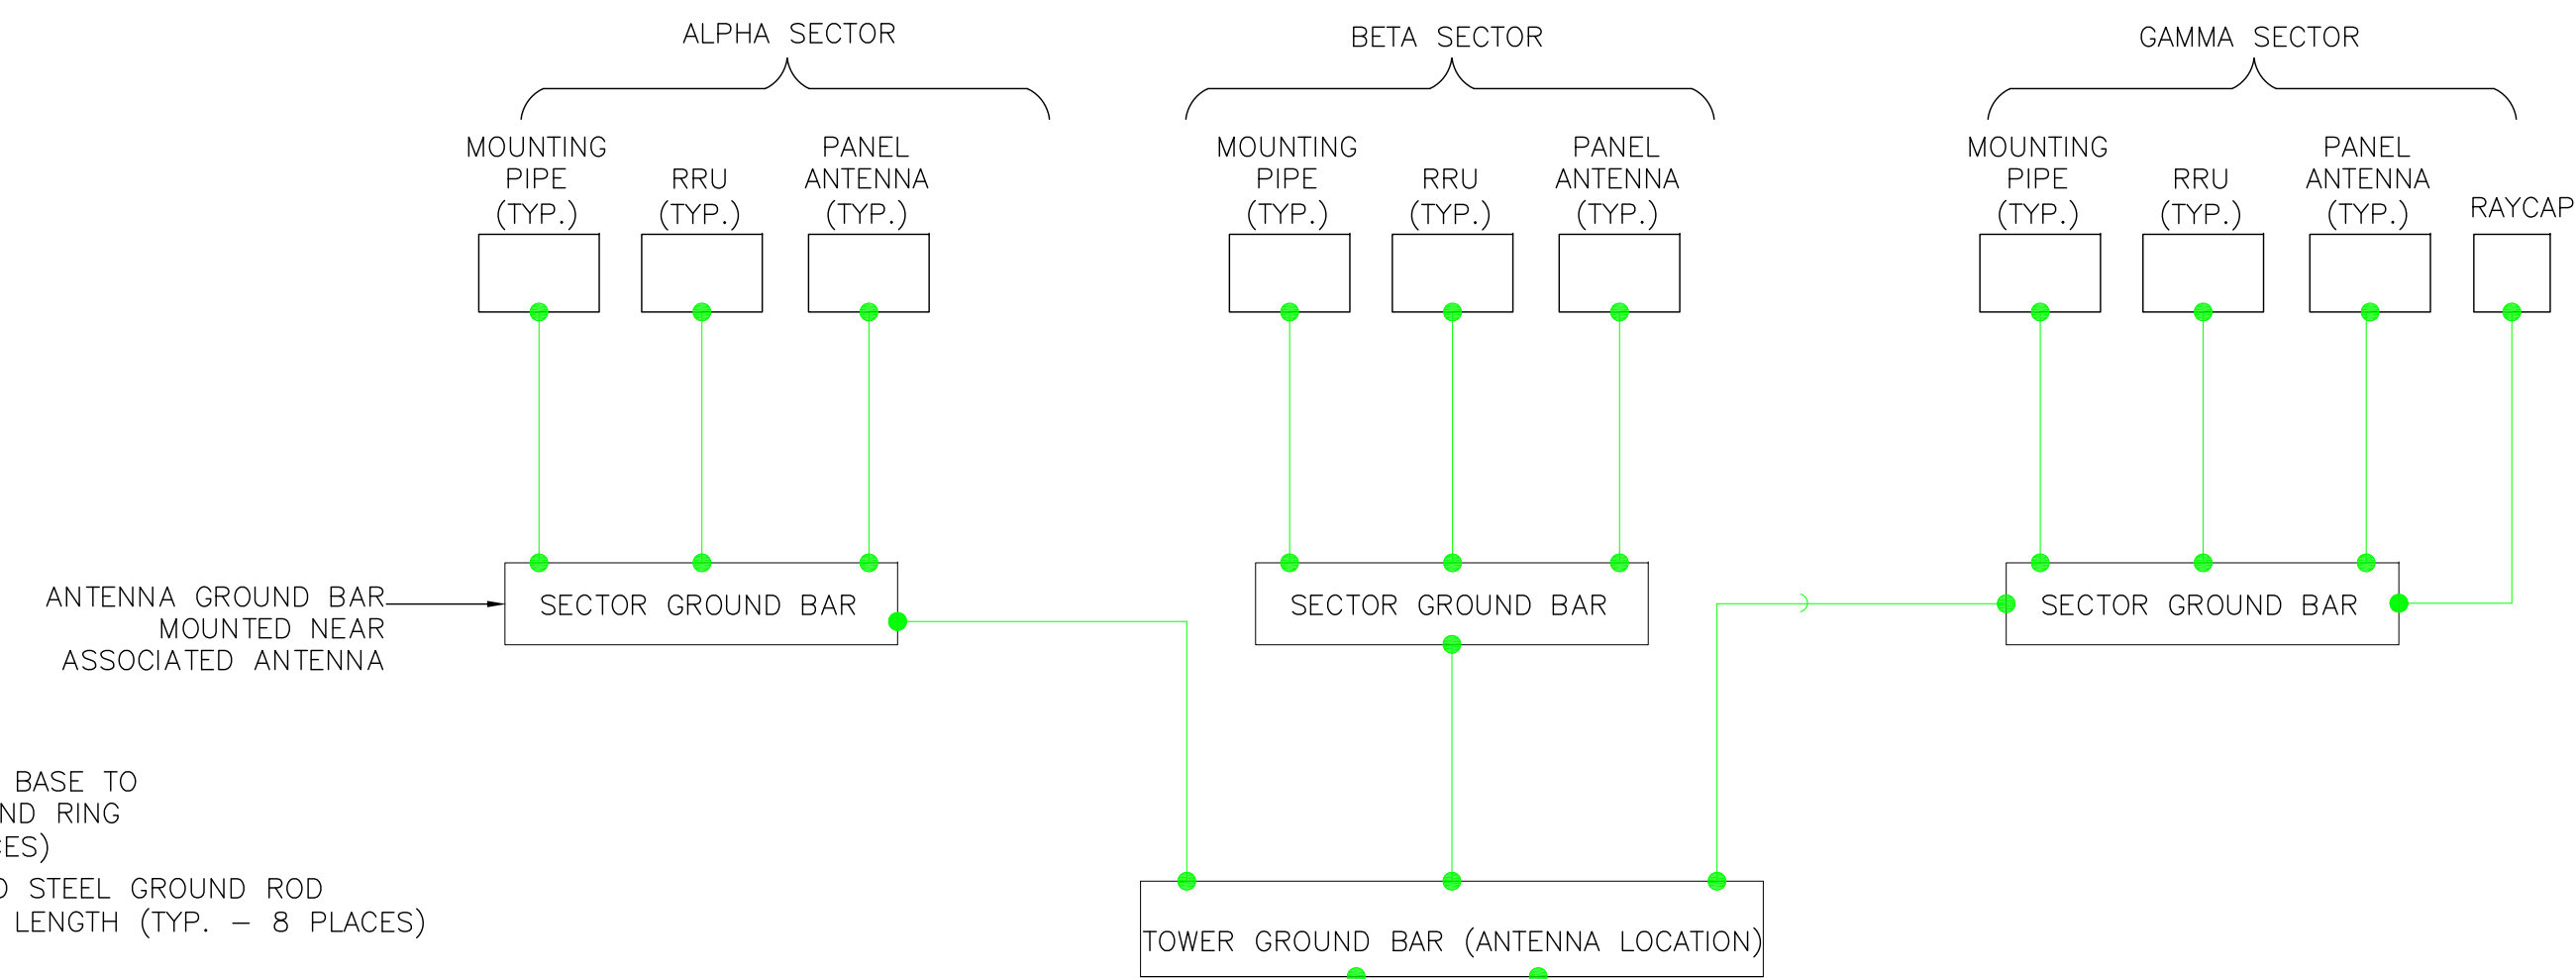 ALPHA SECTOR
BETA SECTOR
GAMMA SECTOR
MOUNTING
PIPE
(TYP.)
RRU
(TYP.)
PANEL
ANTENNA
(TYP.)
MOUNTING
PIPE
(TYP.)
RRU
(TYP.)
PANEL
ANTENNA
(TYP.)
MOUNTING
PIPE
(TYP.)
RRU
(TYP.)
PANEL
ANTENNA
(TYP.)
RAYCAP
ANTENNA GROUND BAR
MOUNTED NEAR
ASSOCIATED ANTENNA
SECTOR GROUND BAR
SECTOR GROUND BAR
SECTOR GROUND BAR
BASE TO
ND RING
CES)
D STEEL GROUND ROD
LENGTH (TYP. – 8 PLACES)
TOWER GROUND BAR (ANTENNA LOCATION)